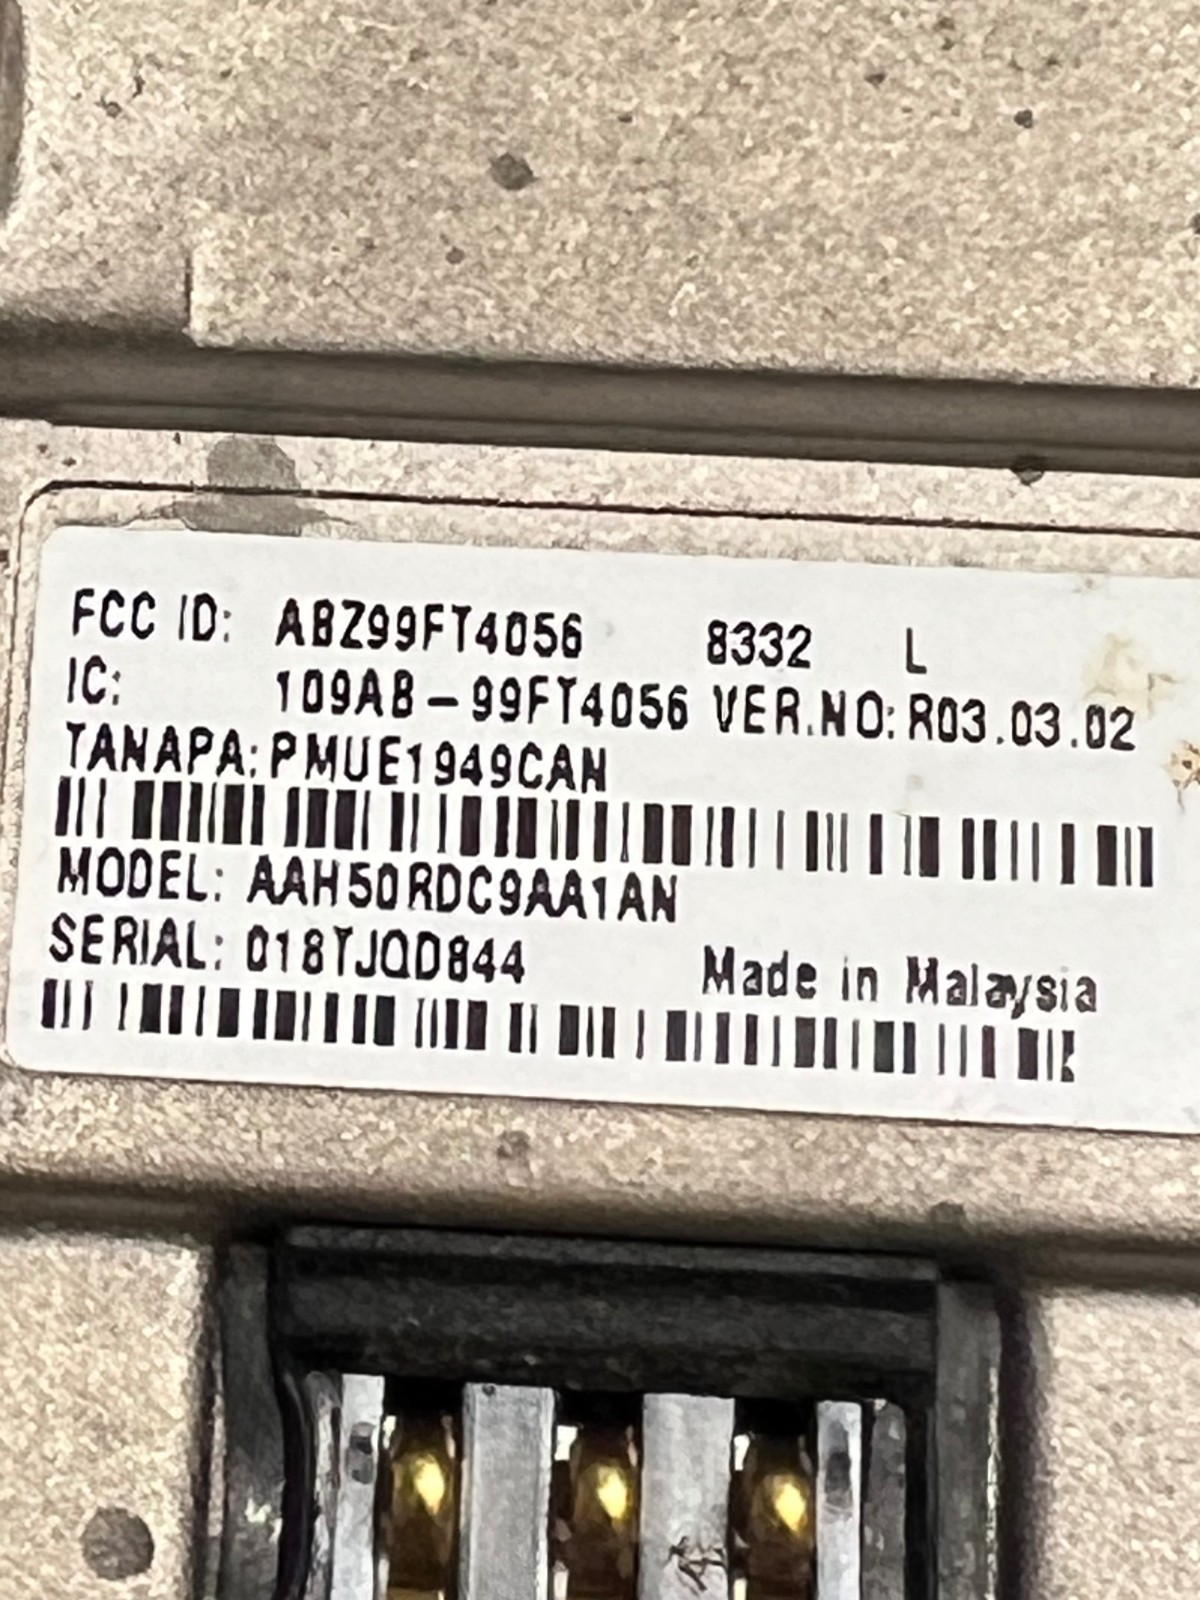 FCC ID: ABZ99FT4056 8332 L
IC: 109AB-99FT4056 VER.NO: R03.03.02
TANAPA: PMUE1949CAN
MODEL: AAH50RDC9AA1AN
SERIAL: 018TJQD844 Made in Malaysia